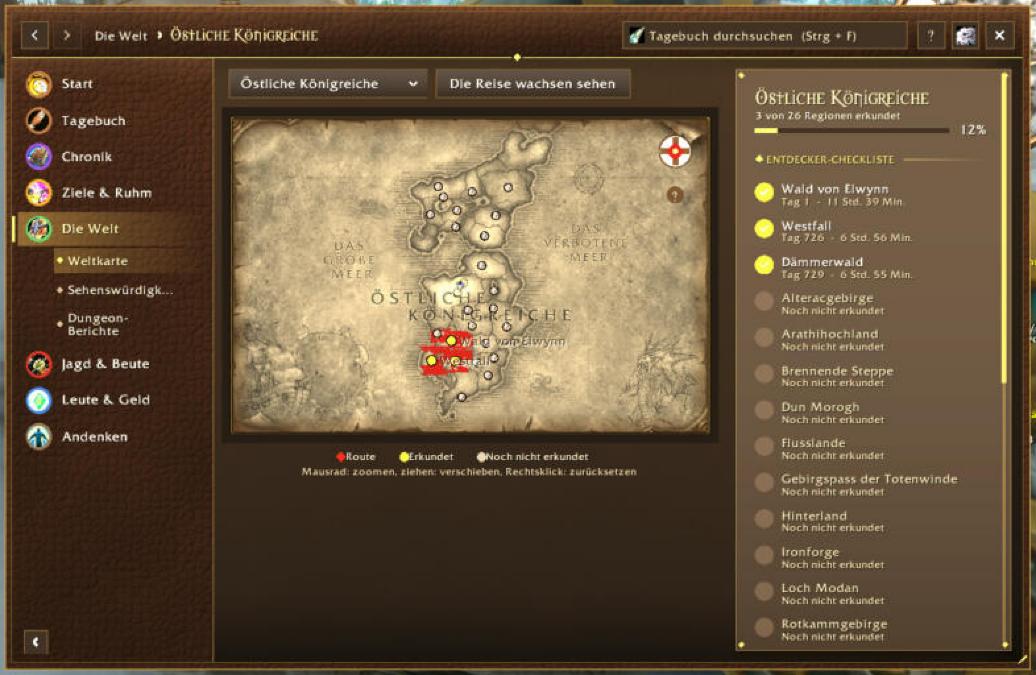 Die Welt › Östliche Königreiche
Tagebuch durchsuchen (Strg + F)
?
Start
Tagebuch
Chronik
Ziele & Ruhm
Die Welt
Weltkarte
Sehenswürdigk...
Dungeon-
Berichte
Jagd & Beute
Leute & Geld
Andenken
Östliche Königreiche
Die Reise wachsen sehen
?
DAS
GROßE
MEER
DAS
VERBOTENE
MEER
ÖSTLICHE
KÖNIGREICHE
Wald von Elwynn
Westfall
Route
Erkundet
Noch nicht erkundet
Mausrad: zoomen, ziehen: verschieben, Rechtsklick: zurücksetzen
Östliche Königreiche
3 von 26 Regionen erkundet
12%
ENTDECKER-CHECKLISTE
Wald von Elwynn
Tag 1 - 11 Std. 39 Min.
Westfall
Tag 726 - 6 Std. 56 Min.
Dämmerwald
Tag 729 - 6 Std. 55 Min.
Alteracgebirge
Noch nicht erkundet
Arathihochland
Noch nicht erkundet
Brennende Steppe
Noch nicht erkundet
Dun Morogh
Noch nicht erkundet
Flusslande
Noch nicht erkundet
Gebirgspass der Totenwinde
Noch nicht erkundet
Hinterland
Noch nicht erkundet
Ironforge
Noch nicht erkundet
Loch Modan
Noch nicht erkundet
Rotkammgebirge
Noch nicht erkundet